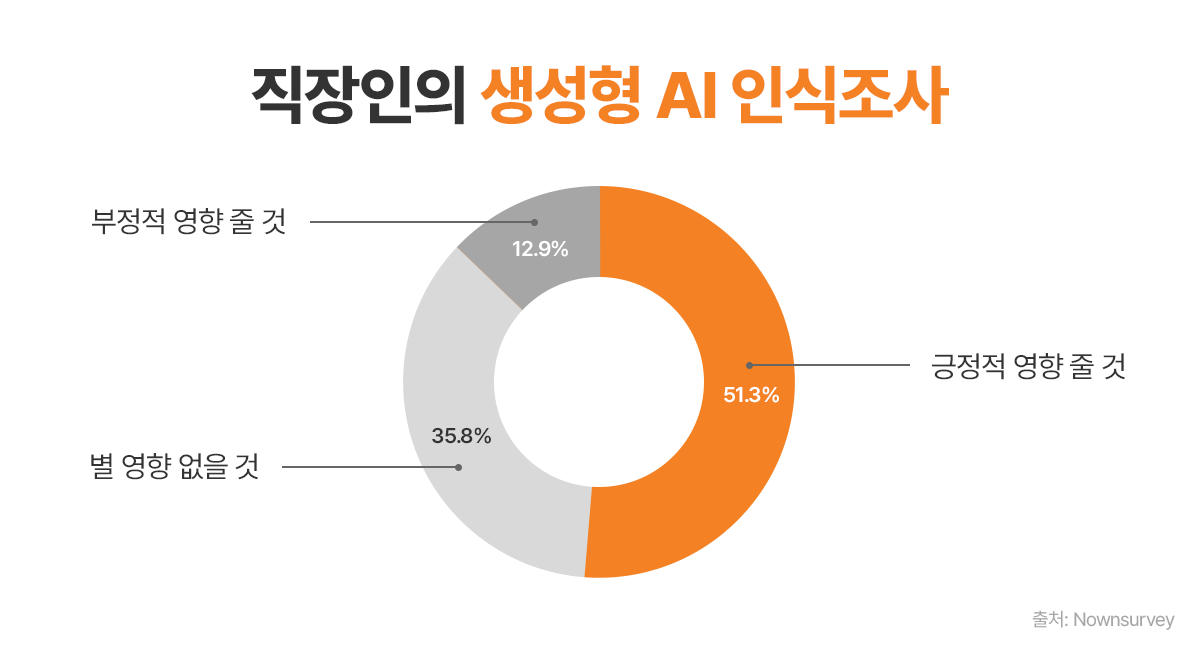 직장인의 생성형 AI 인식조사
부정적 영향 줄 것
12.9%
긍정적 영향 줄 것
51.3%
35.8%
별 영향 없을 것
출처: Nownsurvey